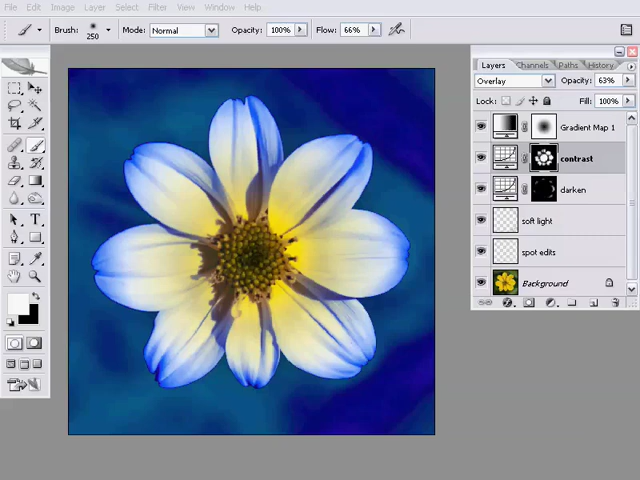 File Edit Image Layer Select Filter View Window Help
Brush: 250 Mode: Normal Opacity: 100% Flow: 66%
Layers Channels Paths History
Overlay Opacity: 63%
Lock: Fill: 100%
Gradient Map 1
contrast
darken
soft light
spot edits
Background
T